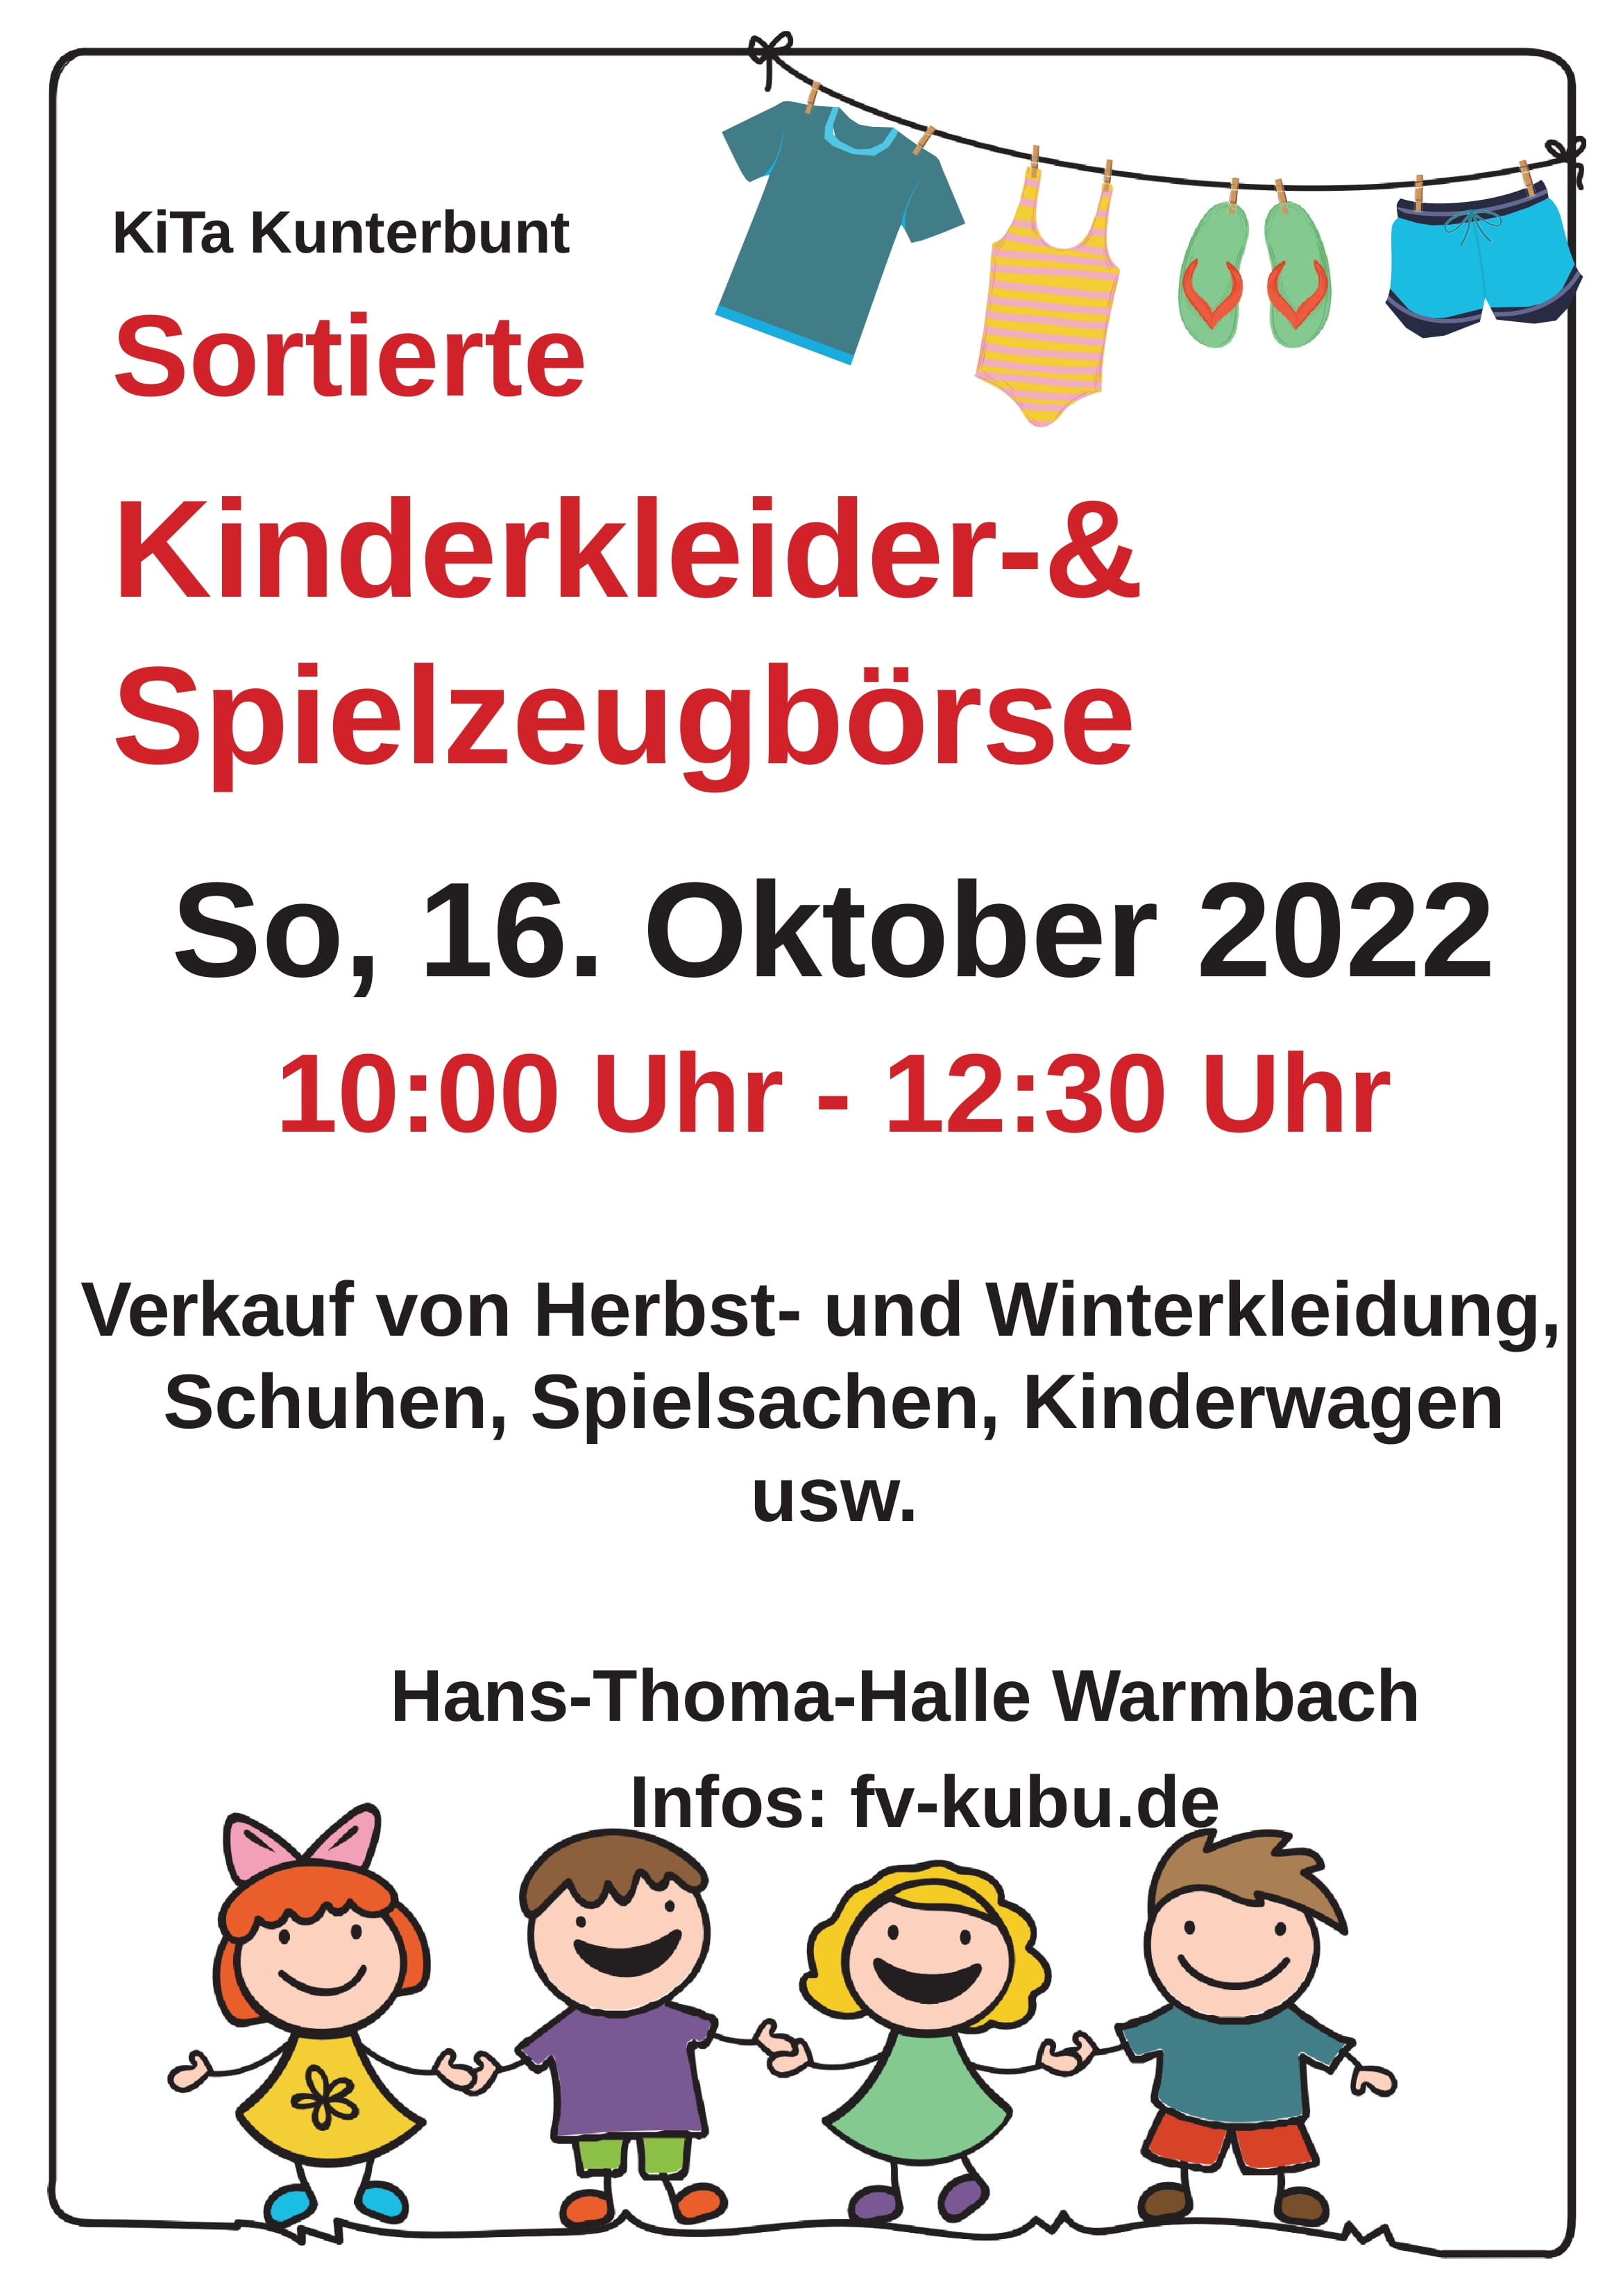 KiTa Kunterbunt
Sortierte
Kinderkleider-&
Spielzeugbörse
So, 16. Oktober 2022
10:00 Uhr - 12:30 Uhr
Verkauf von Herbst- und Winterkleidung,
Schuhen, Spielsachen, Kinderwagen
usw.
Hans-Thoma-Halle Warmbach
Infos: fv-kubu.de